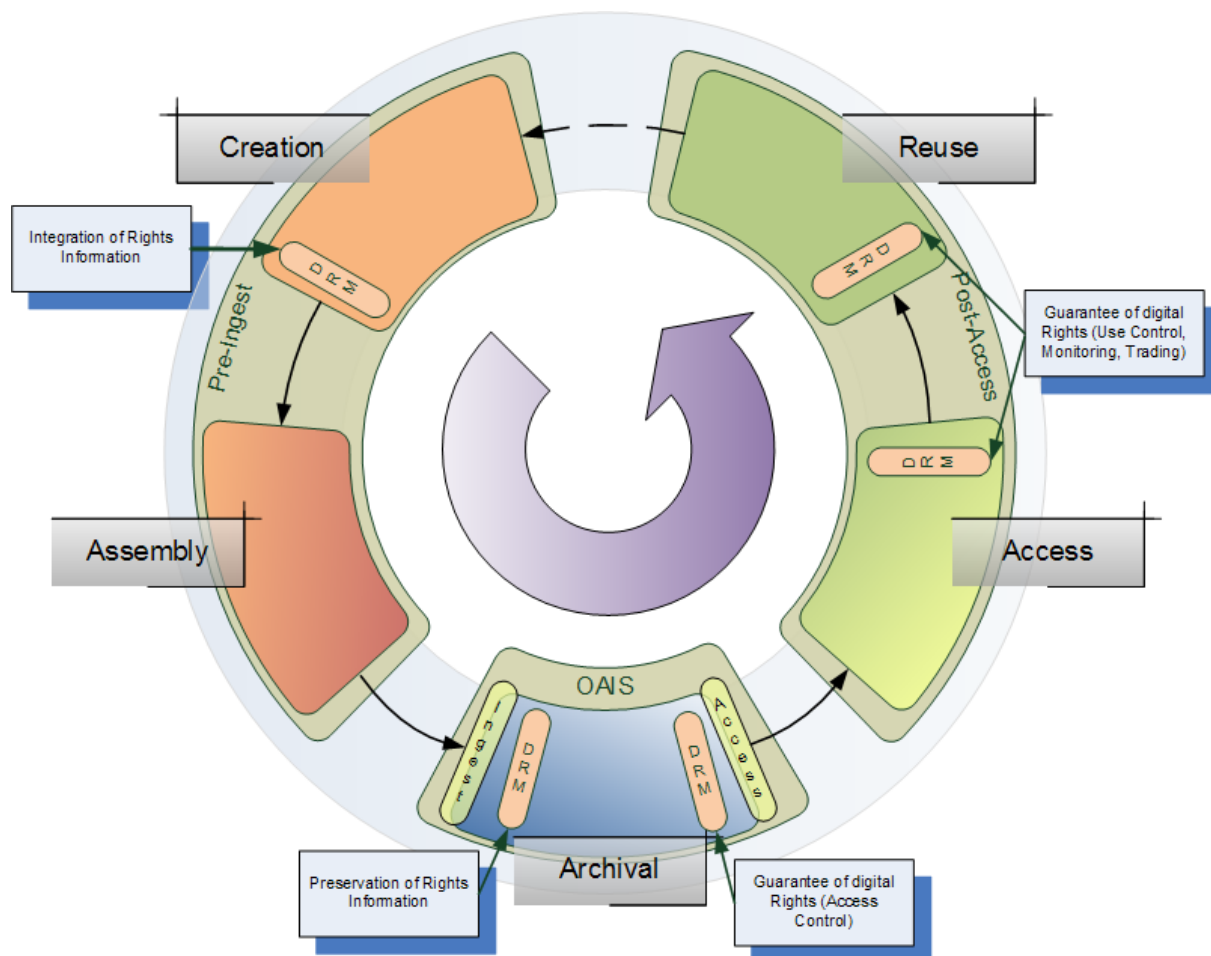 Creation
Reuse
Integration of Rights
Information
DRM
DRM
Pre-Ingest
Post-Access
Guarantee of digital
Rights (Use Control,
Monitoring, Trading)
DRM
Assembly
Access
OAIS
Ingest
DRM
DRM
Access
Archival
Preservation of Rights
Information
Guarantee of digital
Rights (Access
Control)